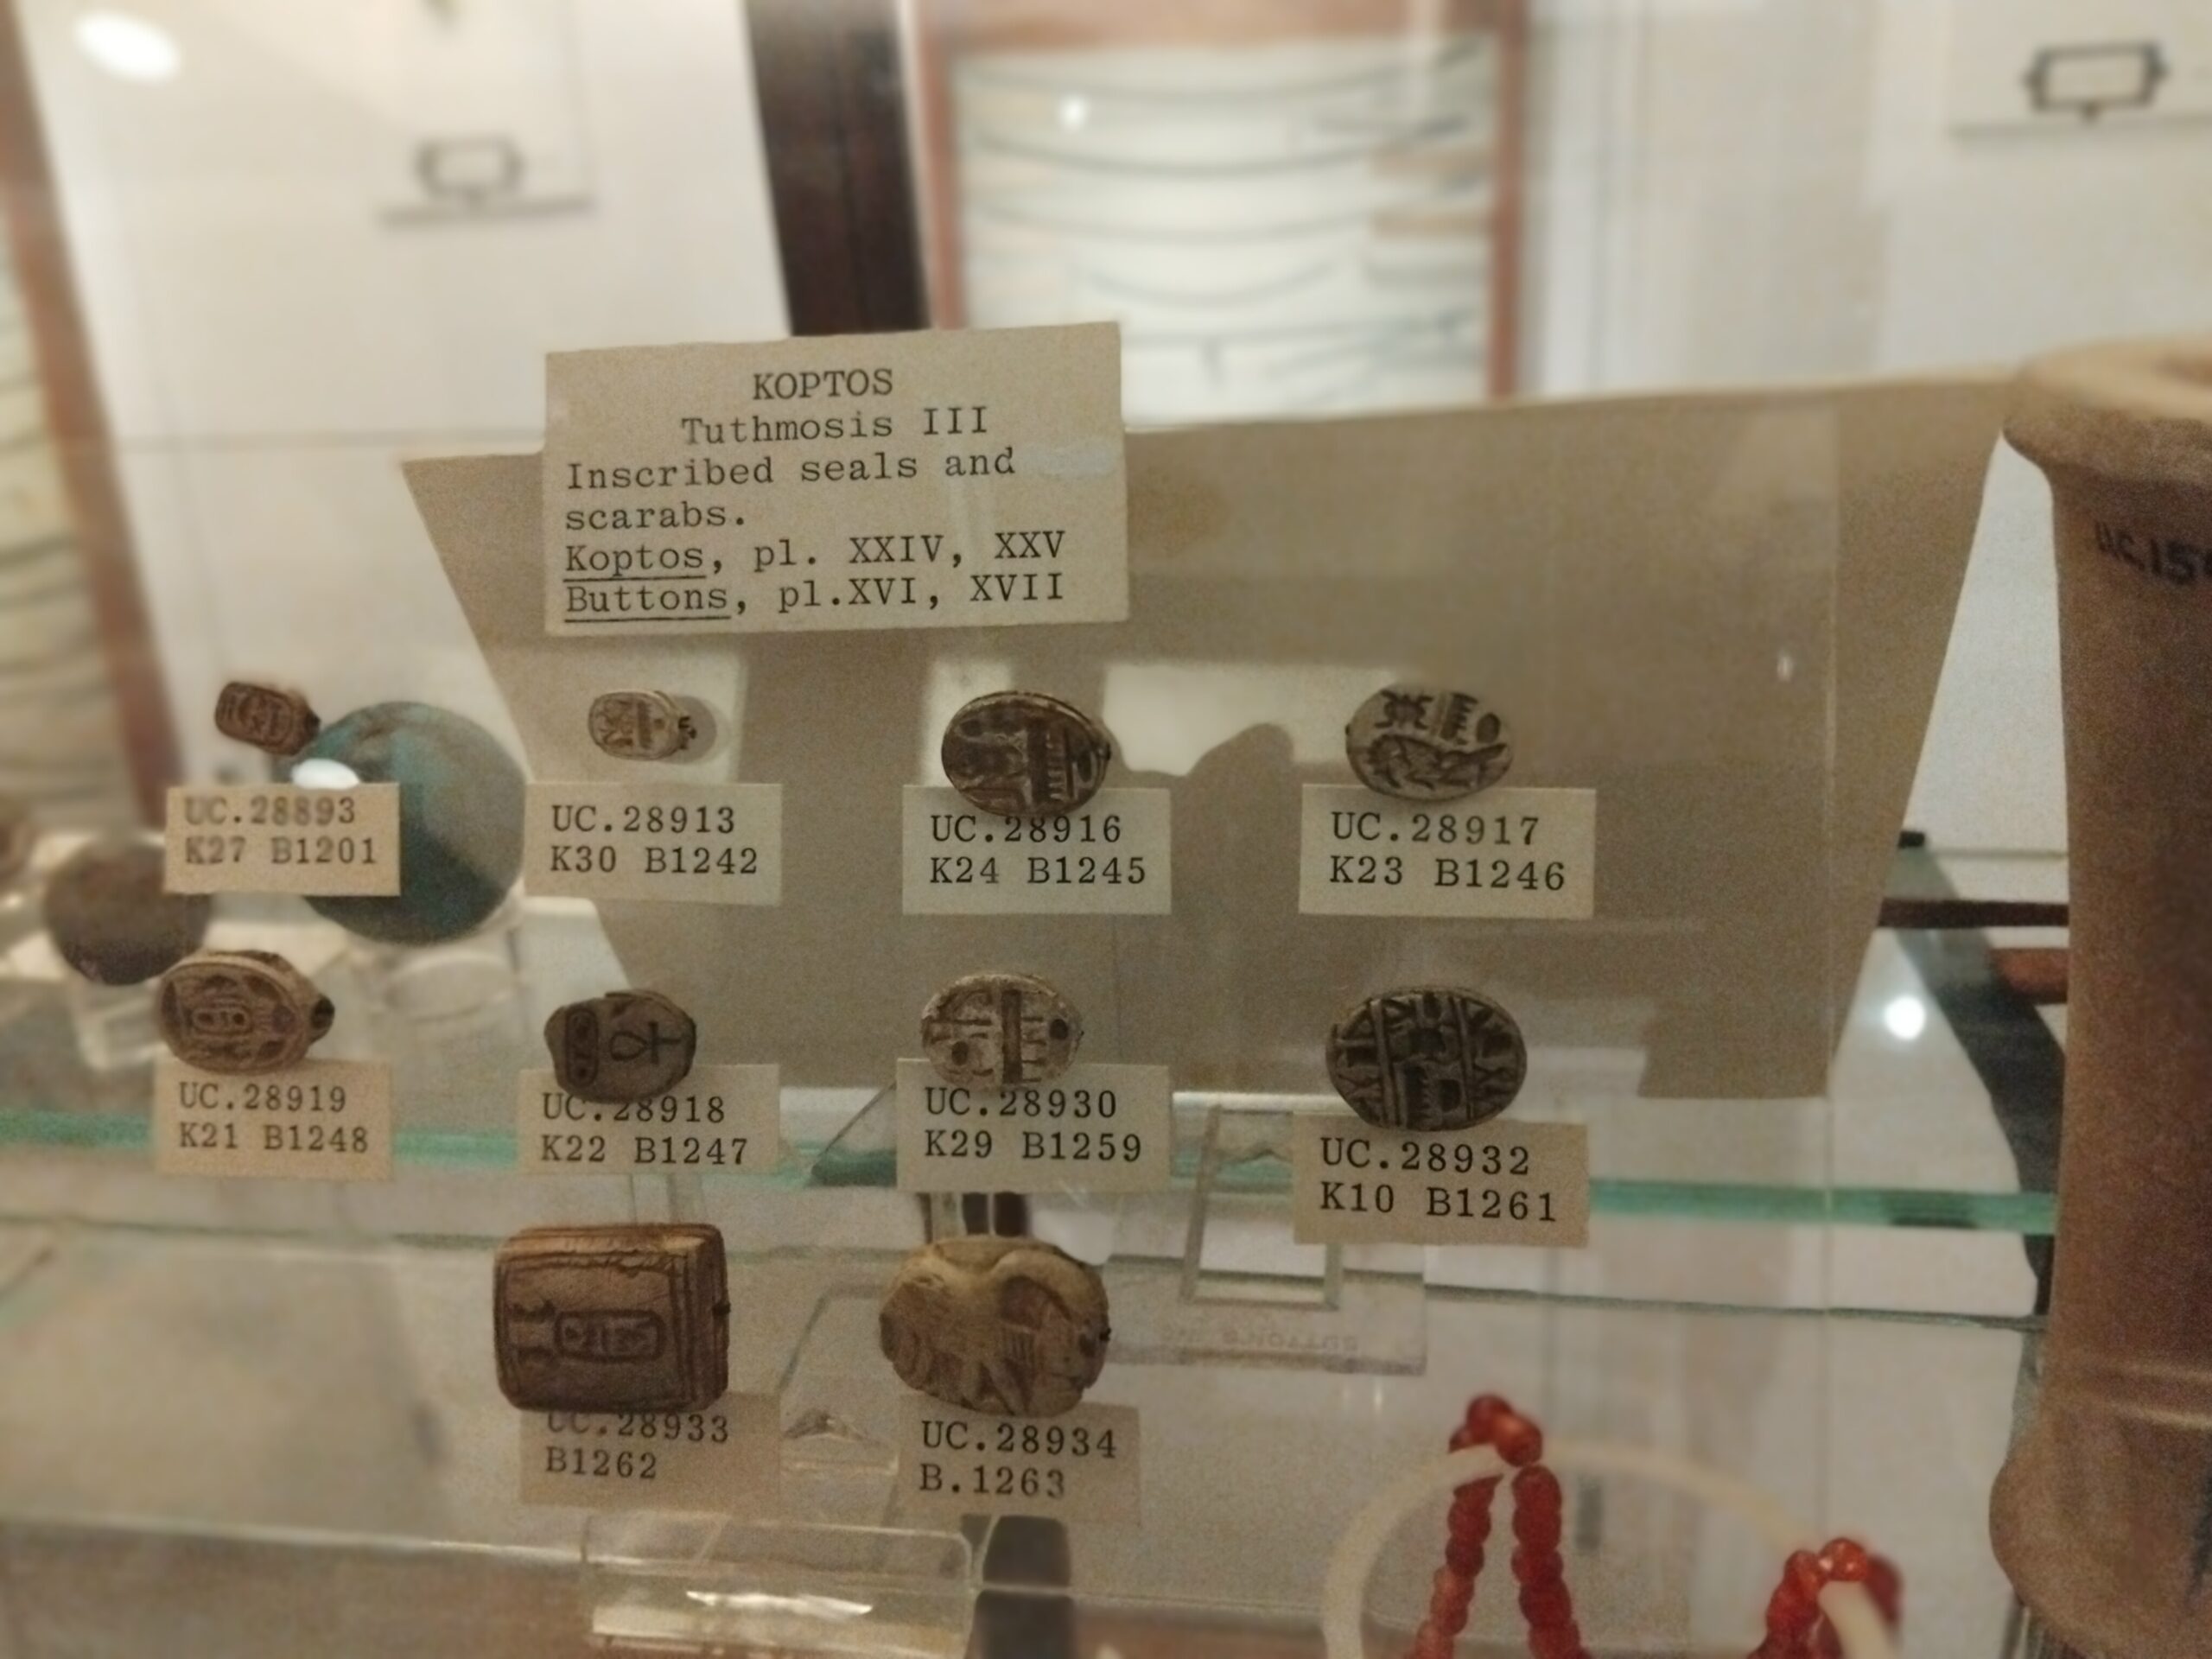 KOPTOS
Tuthmosis III
Inscribed seals and
scarabs.
Koptos, pl. XXIV, XXV
Buttons, pl.XVI, XVII
UC.28893
K27 B1201
UC.28913
K30 B1242
UC.28916
K24 B1245
UC.28917
K23 B1246
UC.28919
K21 B1248
UC.28918
K22 B1247
UC.28930
K29 B1259
UC.28932
K10 B1261
UC.28933
B1262
UC.28934
B.1263